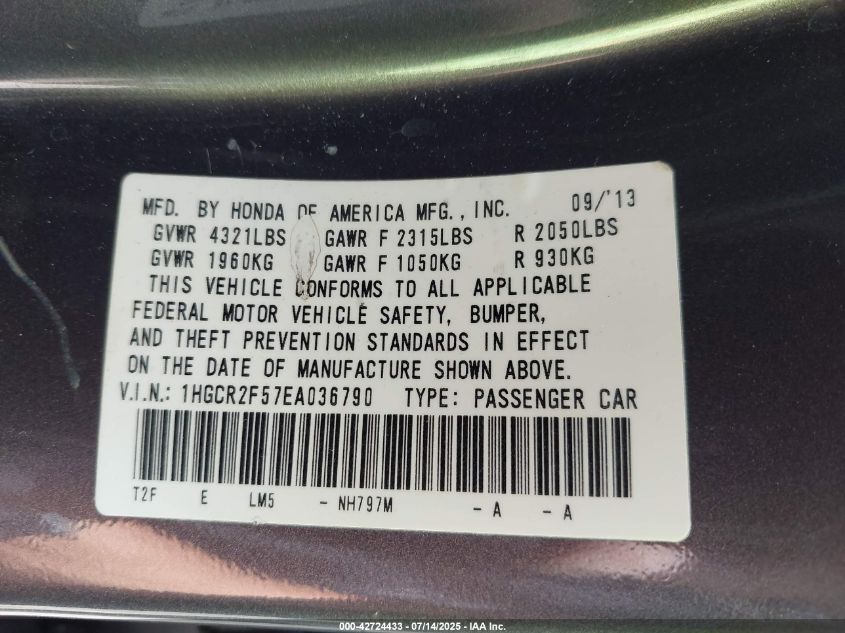 MFD. BY HONDA OF AMERICA MFG., INC. 09/'13
GVWR 4321LBS GAWR F 2315LBS R 2050LBS
GVWR 1960KG GAWR F 1050KG R 930KG
THIS VEHICLE CONFORMS TO ALL APPLICABLE
FEDERAL MOTOR VEHICLE SAFETY, BUMPER,
AND THEFT PREVENTION STANDARDS IN EFFECT
ON THE DATE OF MANUFACTURE SHOWN ABOVE.
V.I.N.: 1HGCR2F57EA036790 TYPE: PASSENGER CAR
T2F E LM5 - NH797M - A - A
000-42724433 - 07/14/2025 - IAA Inc.